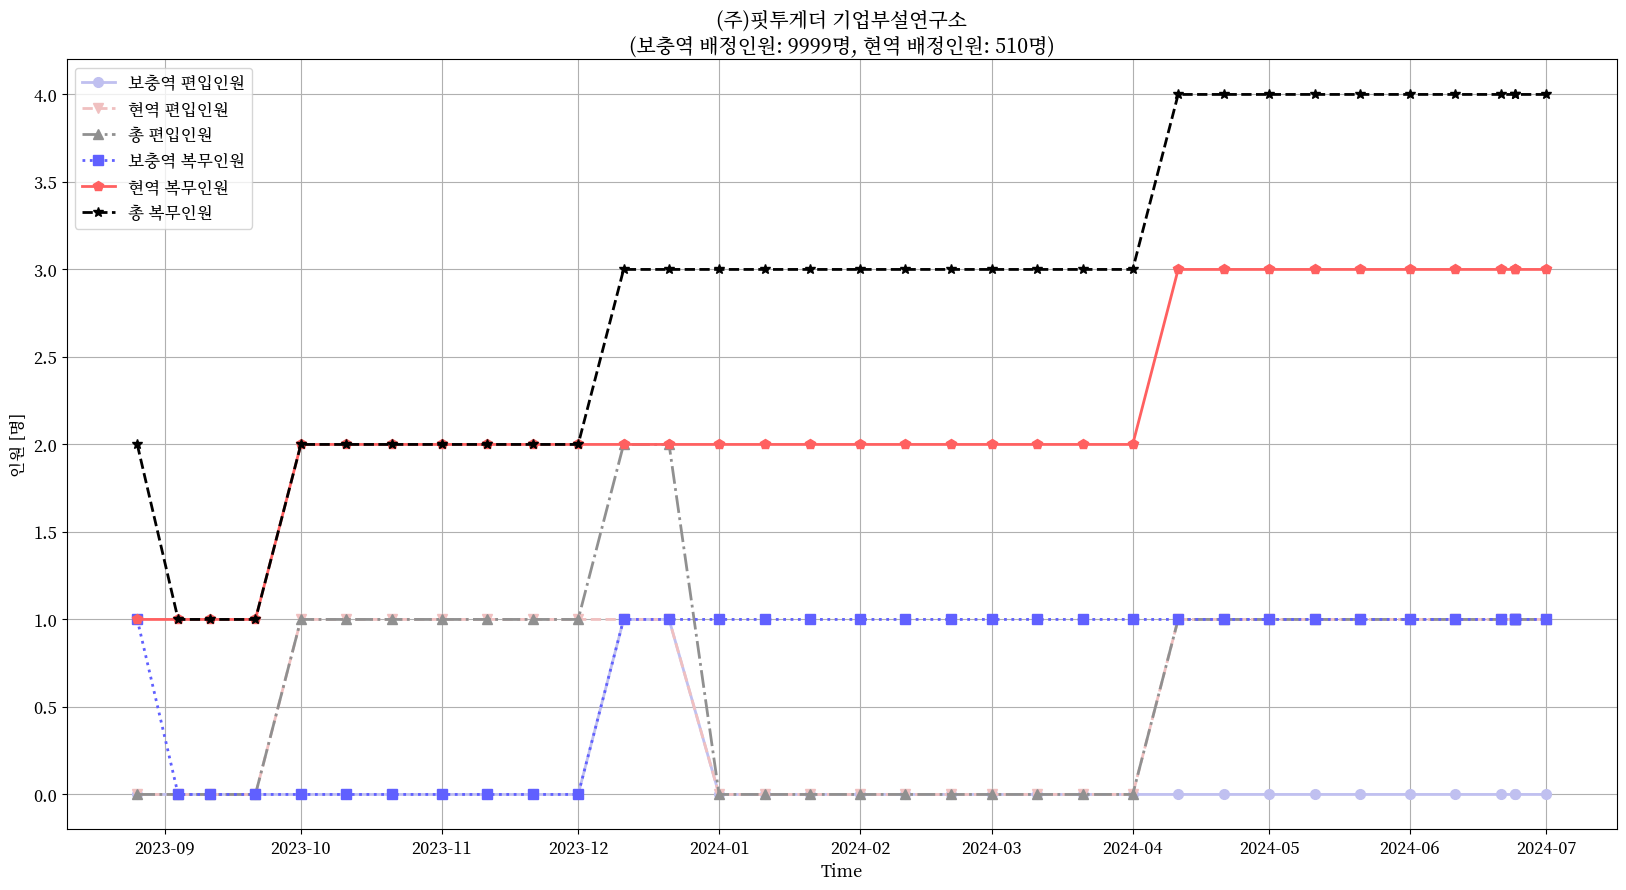 (주)핏투게더 기업부설연구소
(보충역 배정인원: 9999명, 현역 배정인원: 510명)
보충역 편입인원
현역 편입인원
총 편입인원
보충역 복무인원
현역 복무인원
총 복무인원
4.0
3.5
3.0
2.5
2.0
1.5
1.0
0.5
0.0
인원 [명]
2023-09 2023-10 2023-11 2023-12 2024-01 2024-02 2024-03 2024-04 2024-05 2024-06 2024-07
Time